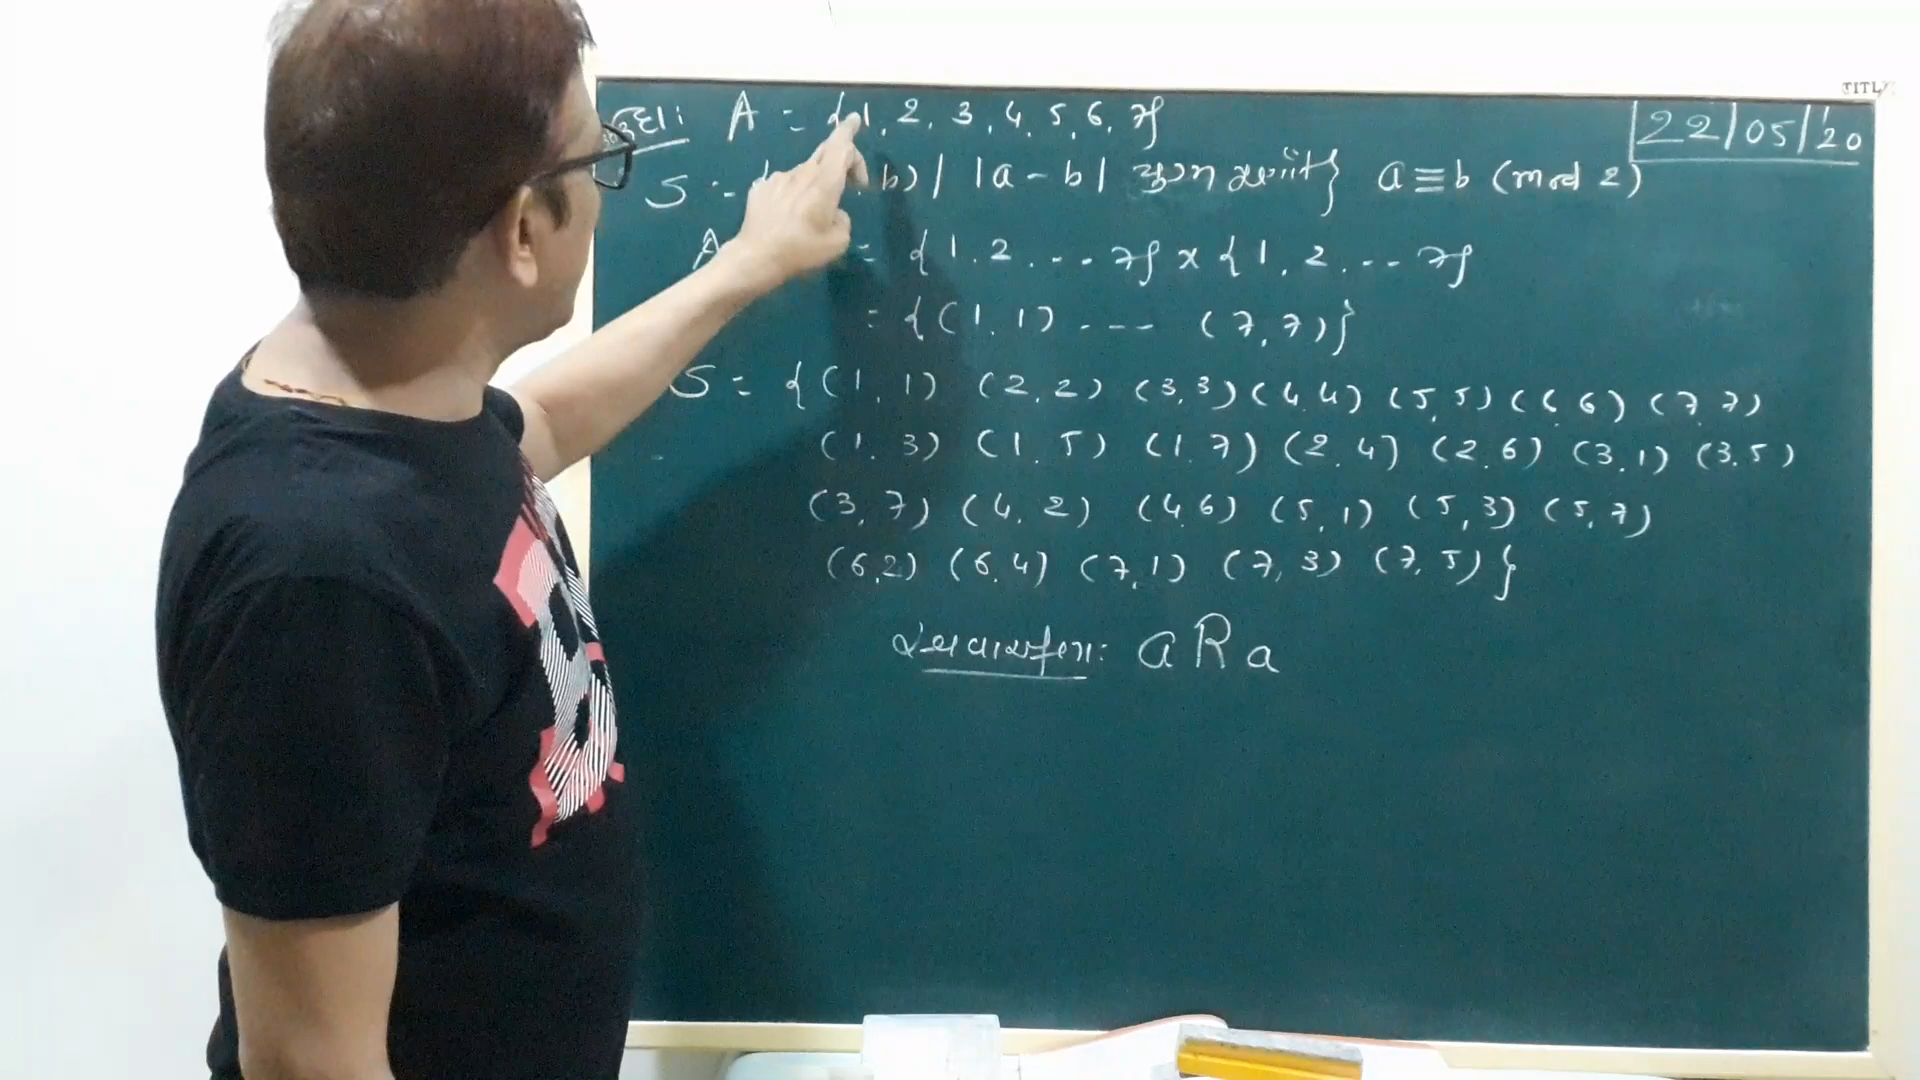 उदाः A = {1, 2, 3, 4, 5, 6, 7}
S = b) / |a - b| युग्म संख्या} a ≡ b (mod 2)
A = {1, 2, ... 7} x {1, 2, ... 7}
= {(1, 1) ---- (7, 7)}
S = {(1, 1) (2, 2) (3, 3) (4, 4) (5, 5) (6, 6) (7, 7)
(1, 3) (1, 5) (1, 7) (2, 4) (2, 6) (3, 1) (3, 5)
(3, 7) (4, 2) (4, 6) (5, 1) (5, 3) (5, 7)
(6, 2) (6, 4) (7, 1) (7, 3) (7, 5)}
a R a
22/05/'20